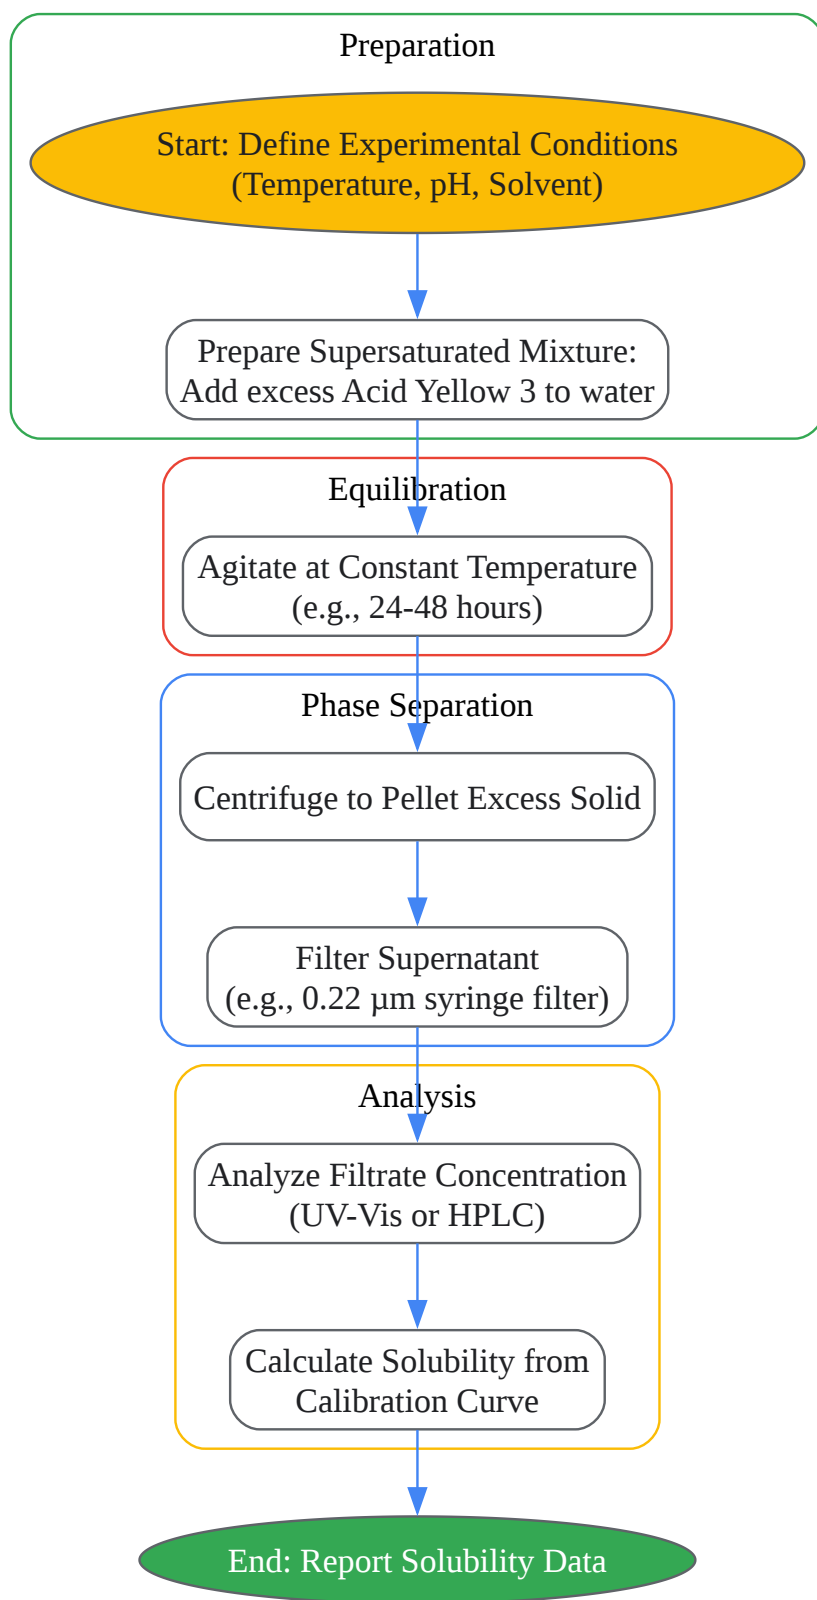 Preparation
Start: Define Experimental Conditions
(Temperature, pH, Solvent)
Prepare Supersaturated Mixture:
Add excess Acid Yellow 3 to water
Equilibration
Agitate at Constant Temperature
(e.g., 24-48 hours)
Phase Separation
Centrifuge to Pellet Excess Solid
Filter Supernatant
(e.g., 0.22 µm syringe filter)
Analysis
Analyze Filtrate Concentration
(UV-Vis or HPLC)
Calculate Solubility from
Calibration Curve
End: Report Solubility Data